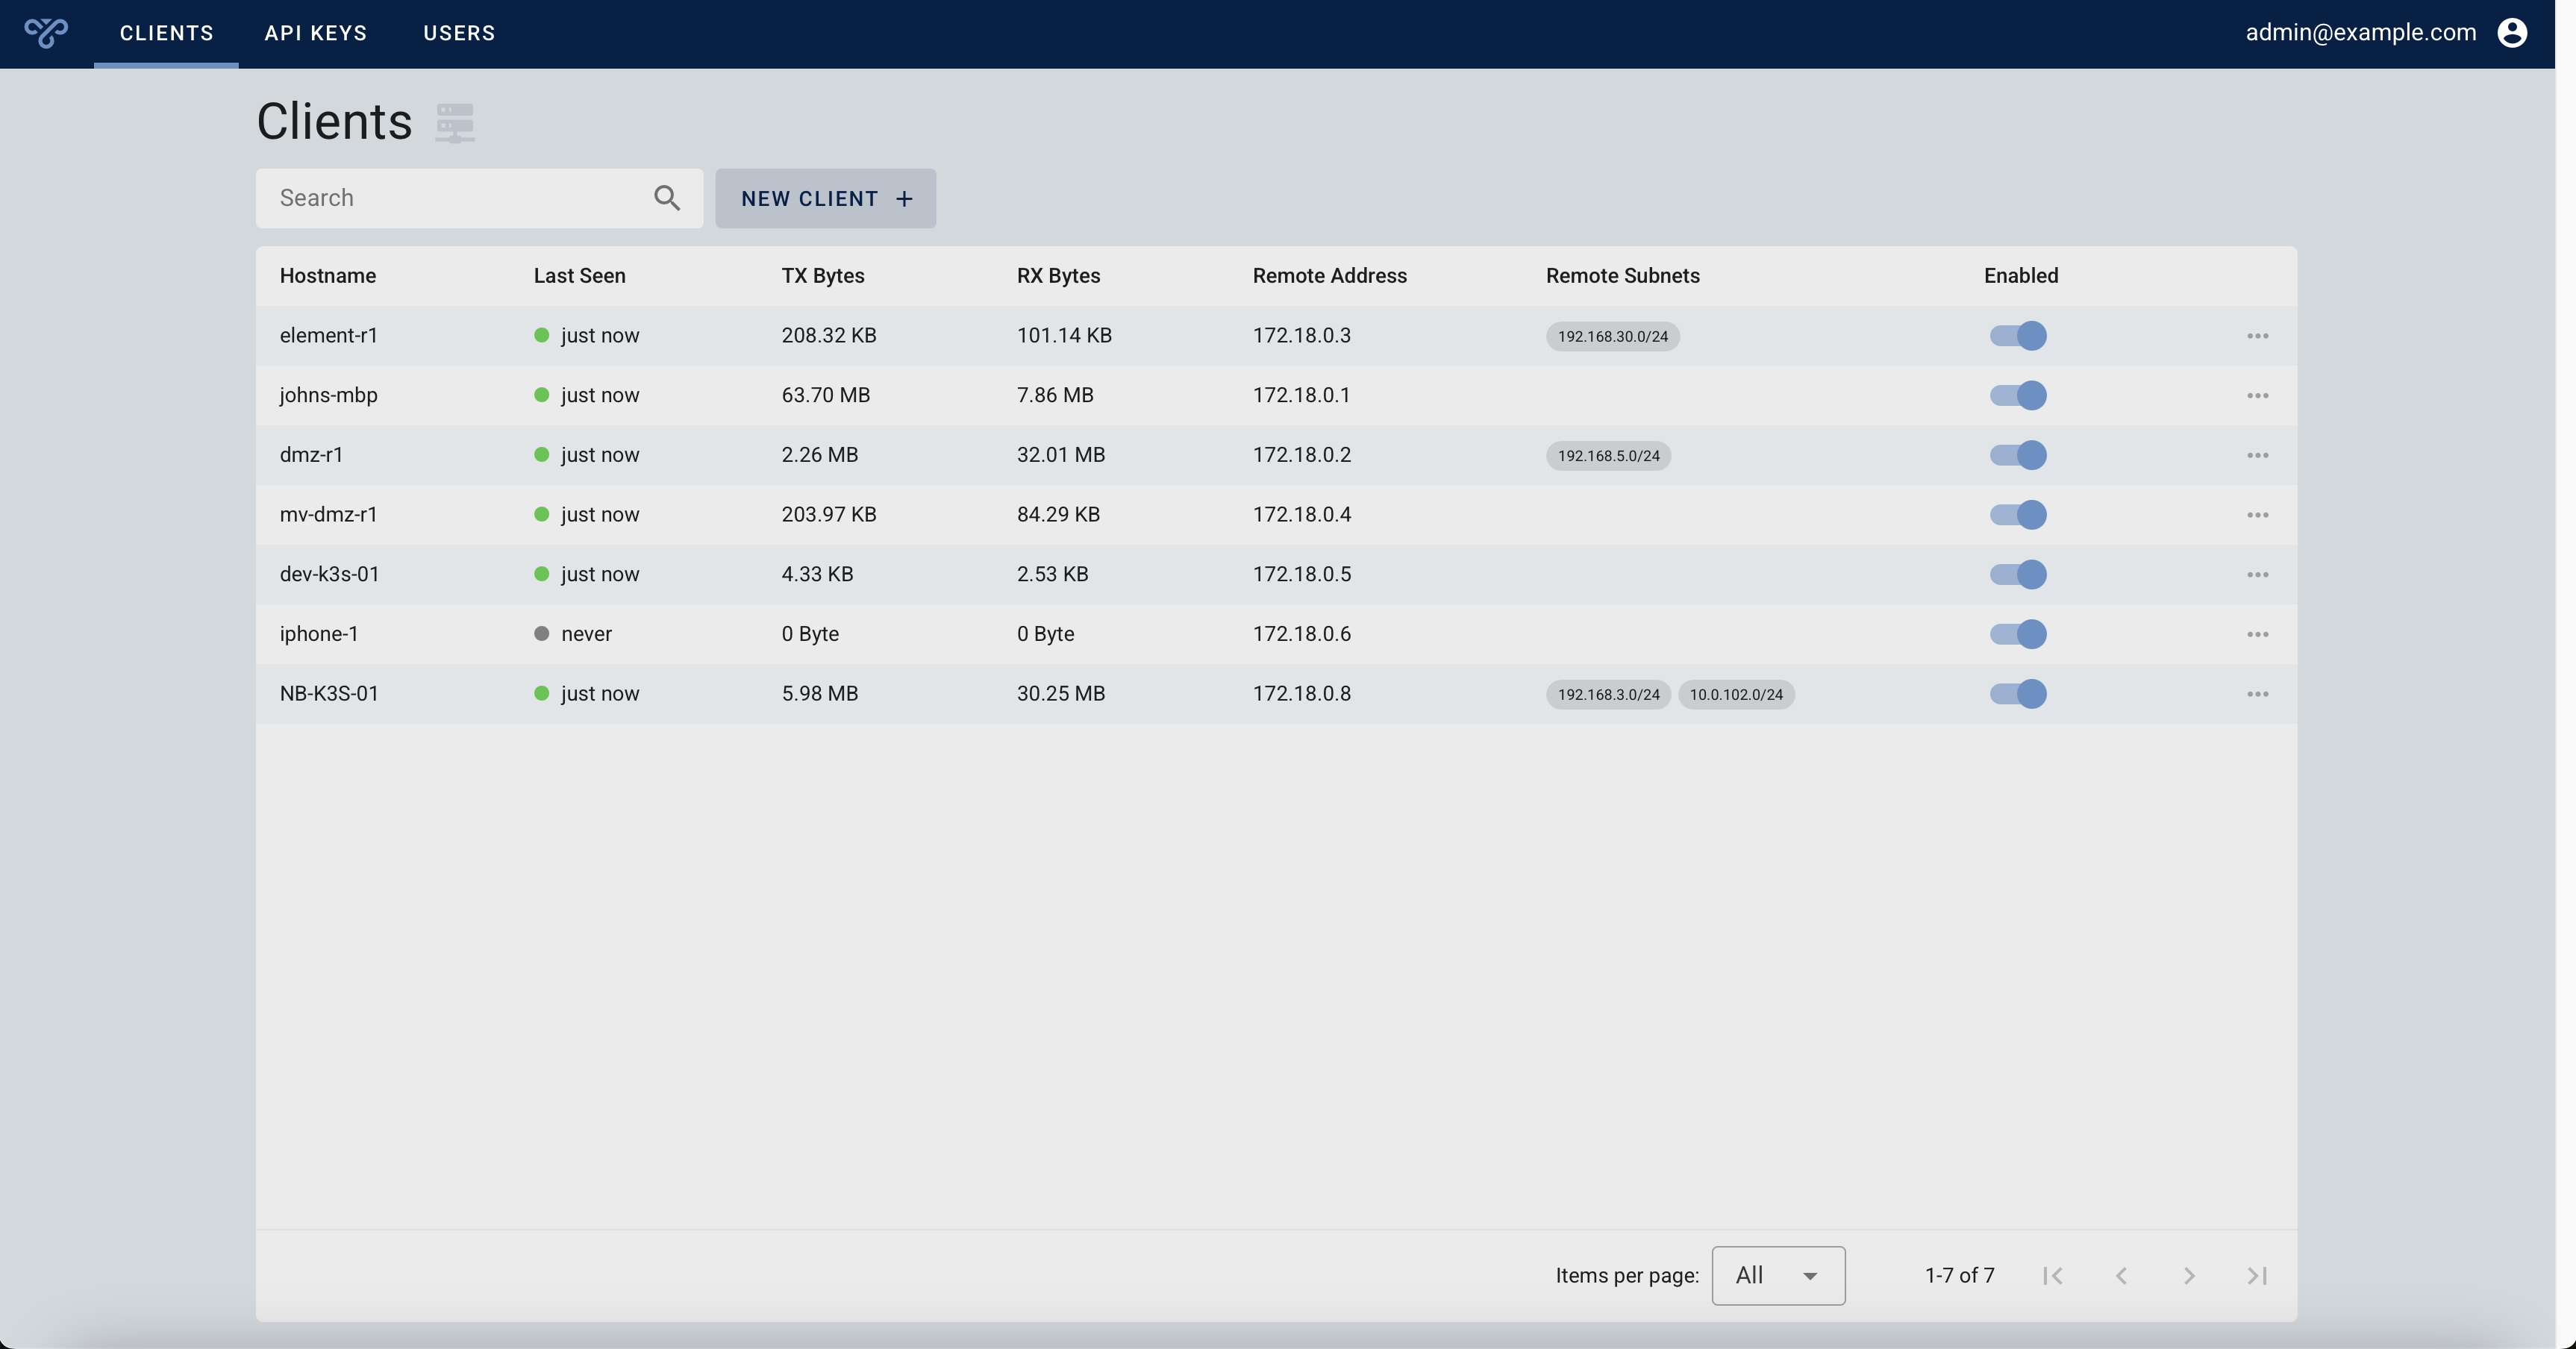 CLIENTS API KEYS USERS admin@example.com
Clients
Search NEW CLIENT +
Hostname Last Seen TX Bytes RX Bytes Remote Address Remote Subnets Enabled
element-r1 just now 208.32 KB 101.14 KB 172.18.0.3 192.168.30.0/24
johns-mbp just now 63.70 MB 7.86 MB 172.18.0.1
dmz-r1 just now 2.26 MB 32.01 MB 172.18.0.2 192.168.5.0/24
mv-dmz-r1 just now 203.97 KB 84.29 KB 172.18.0.4
dev-k3s-01 just now 4.33 KB 2.53 KB 172.18.0.5
iphone-1 never 0 Byte 0 Byte 172.18.0.6
NB-K3S-01 just now 5.98 MB 30.25 MB 172.18.0.8 192.168.3.0/24 10.0.102.0/24
Items per page: All 1-7 of 7